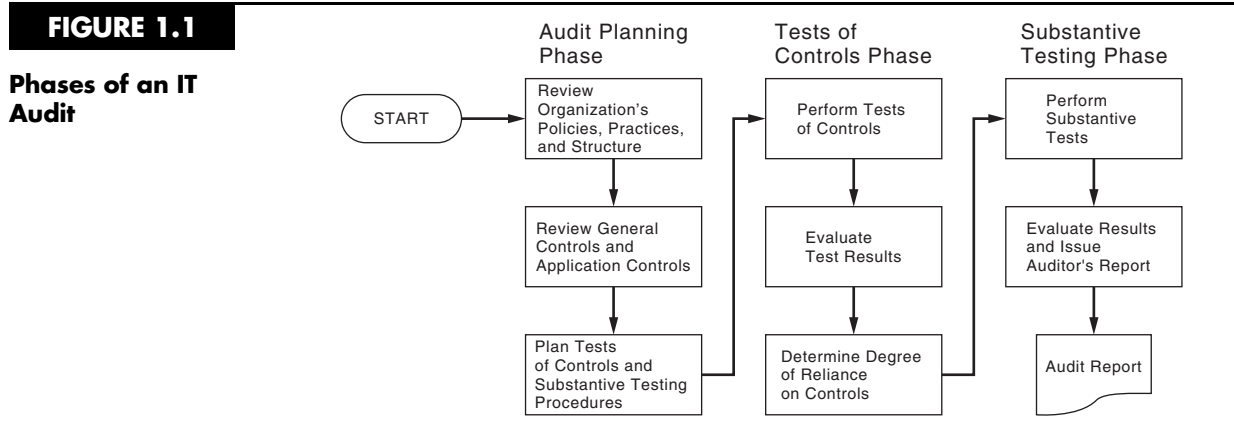 FIGURE 1.1
Phases of an IT
Audit
Audit Planning
Phase
Tests of
Controls Phase
Substantive
Testing Phase
START
Review
Organization's
Policies, Practices,
and Structure
Review General
Controls and
Application Controls
Plan Tests
of Controls and
Substantive Testing
Procedures
Perform Tests
of Controls
Evaluate
Test Results
Determine Degree
of Reliance
on Controls
Perform
Substantive
Tests
Evaluate Results
and Issue
Auditor's Report
Audit Report